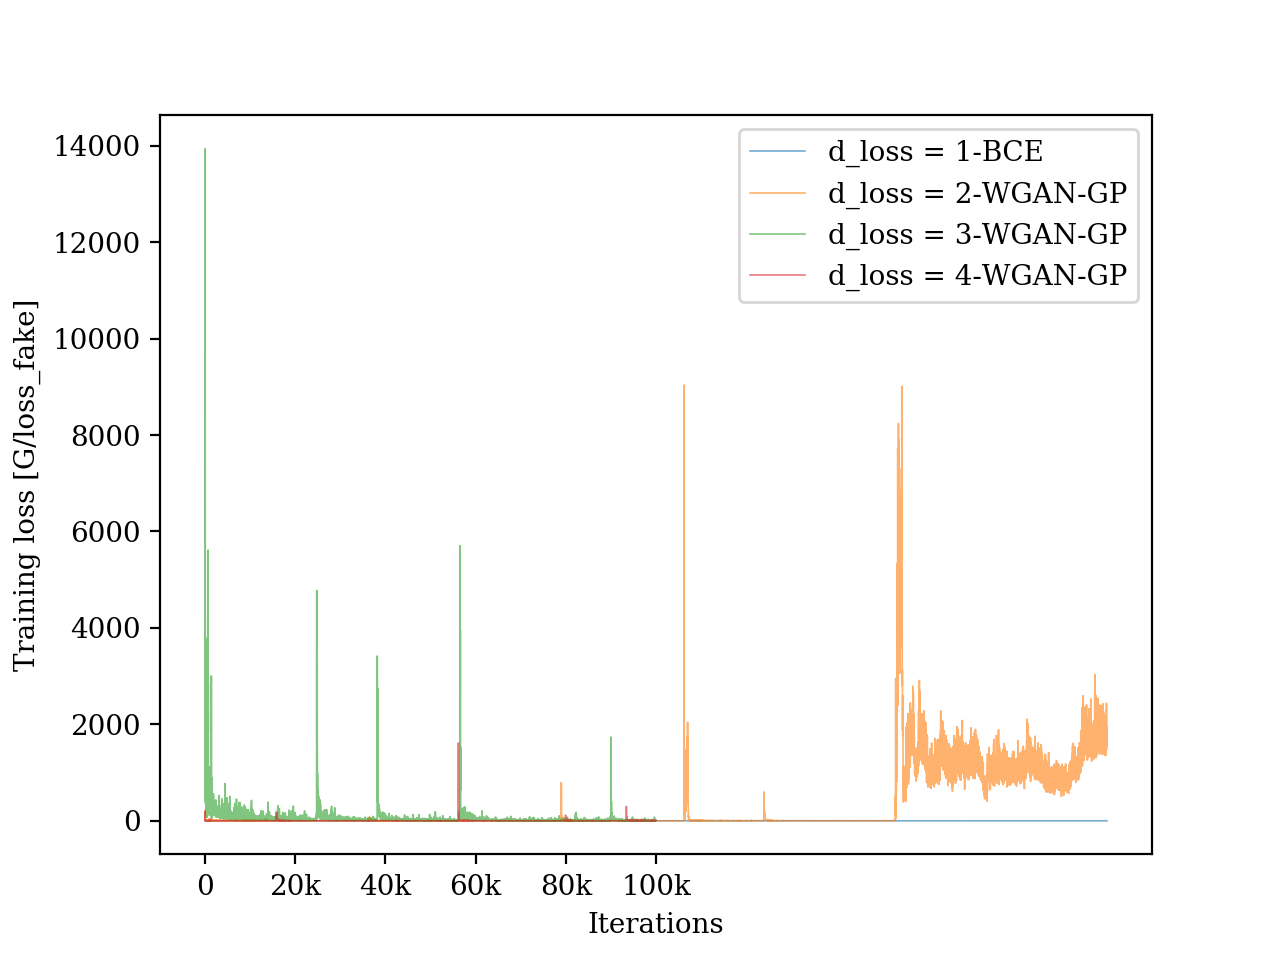 14000
12000
10000
8000
6000
4000
2000
0
Training loss [G/loss_fake]
d_loss = 1-BCE
d_loss = 2-WGAN-GP
d_loss = 3-WGAN-GP
d_loss = 4-WGAN-GP
0 20k 40k 60k 80k 100k
Iterations